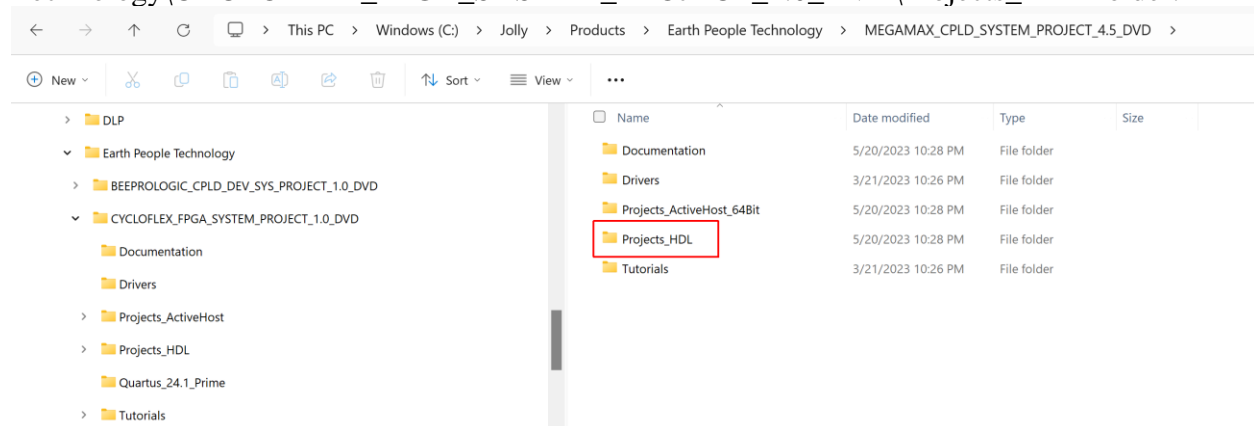 This PC > Windows (C:) > Jolly > Products > Earth People Technology > MEGAMAX_CPLD_SYSTEM_PROJECT_4.5_DVD >
New Sort View ...
DLP
Earth People Technology
BEEPROLOGIC_CPLD_DEV_SYS_PROJECT_1.0_DVD
CYCLOFLEX_FPGA_SYSTEM_PROJECT_1.0_DVD
Documentation
Drivers
Projects_ActiveHost
Projects_HDL
Quartus_24.1_Prime
Tutorials
Name Date modified Type Size
Documentation 5/20/2023 10:28 PM File folder
Drivers 3/21/2023 10:26 PM File folder
Projects_ActiveHost_64Bit 5/20/2023 10:28 PM File folder
Projects_HDL 5/20/2023 10:28 PM File folder
Tutorials 3/21/2023 10:26 PM File folder